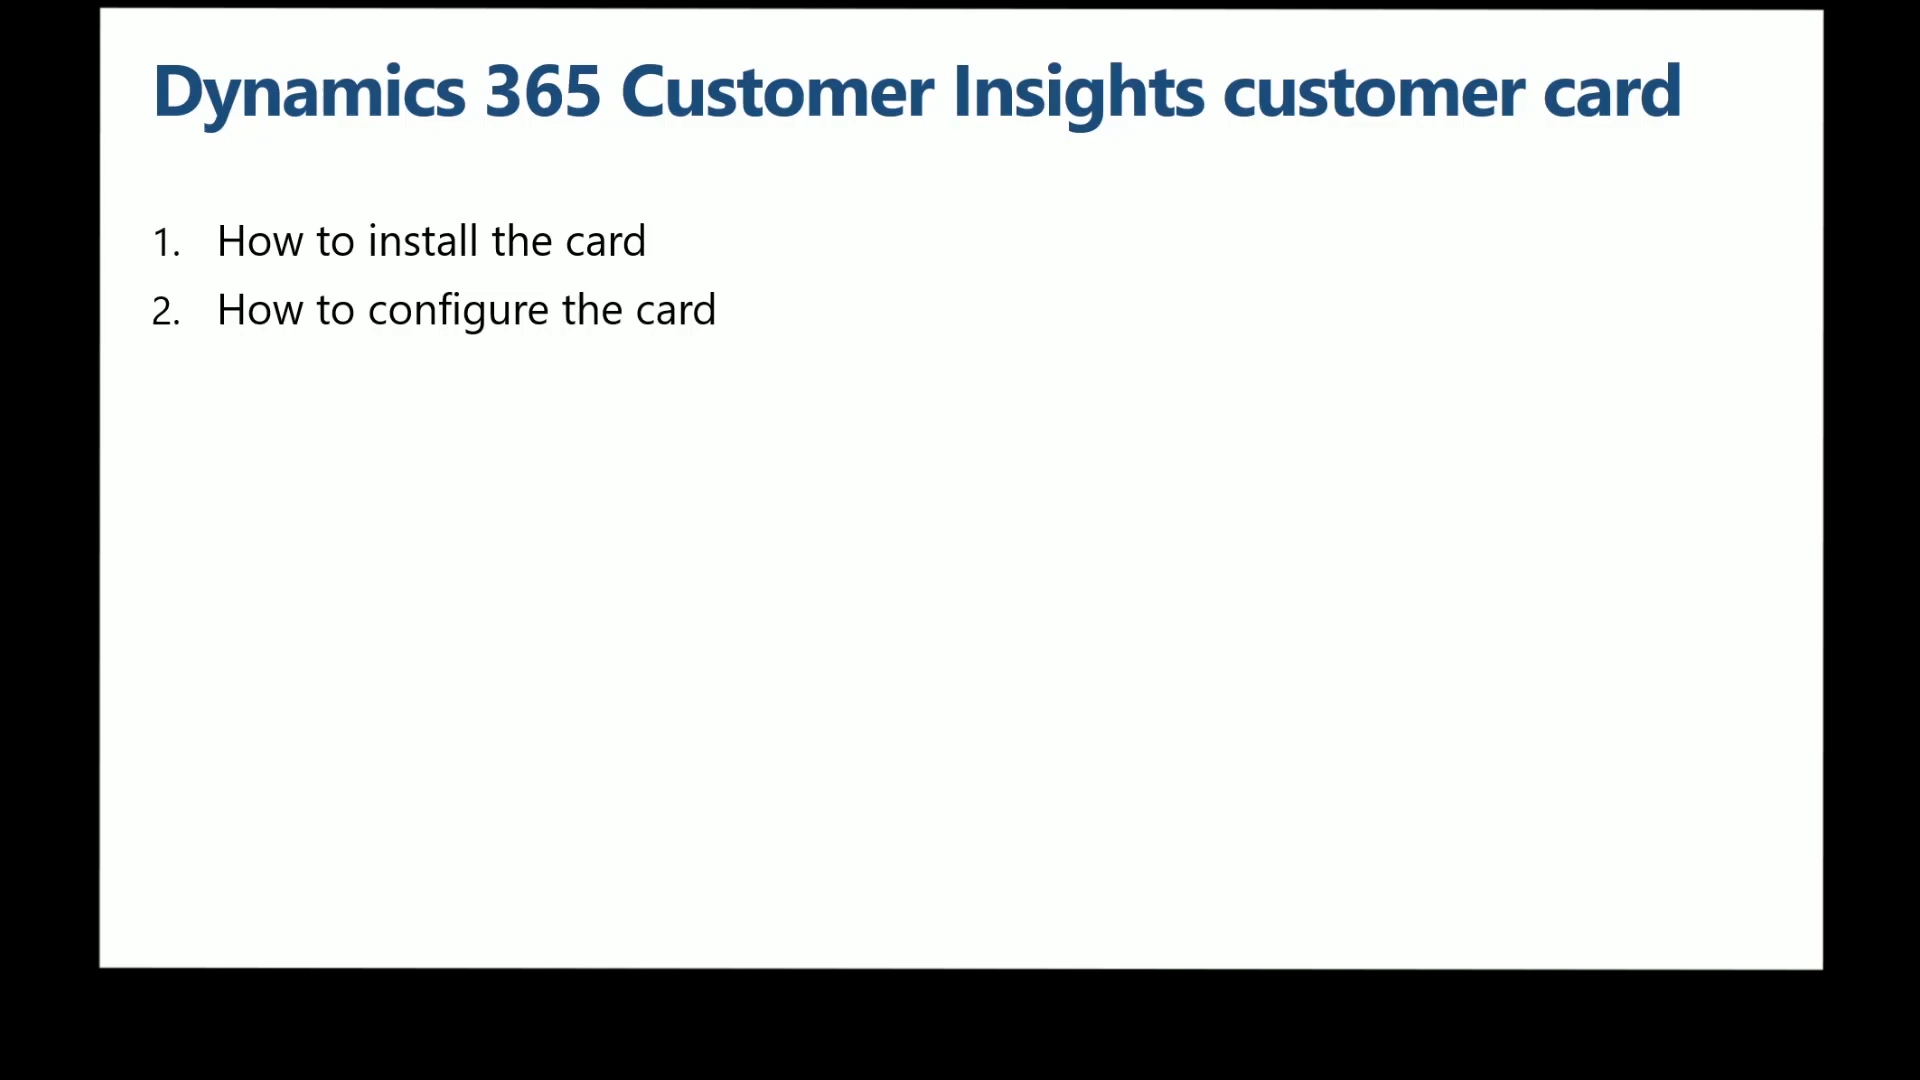 Dynamics 365 Customer Insights customer card
1. How to install the card
2. How to configure the card